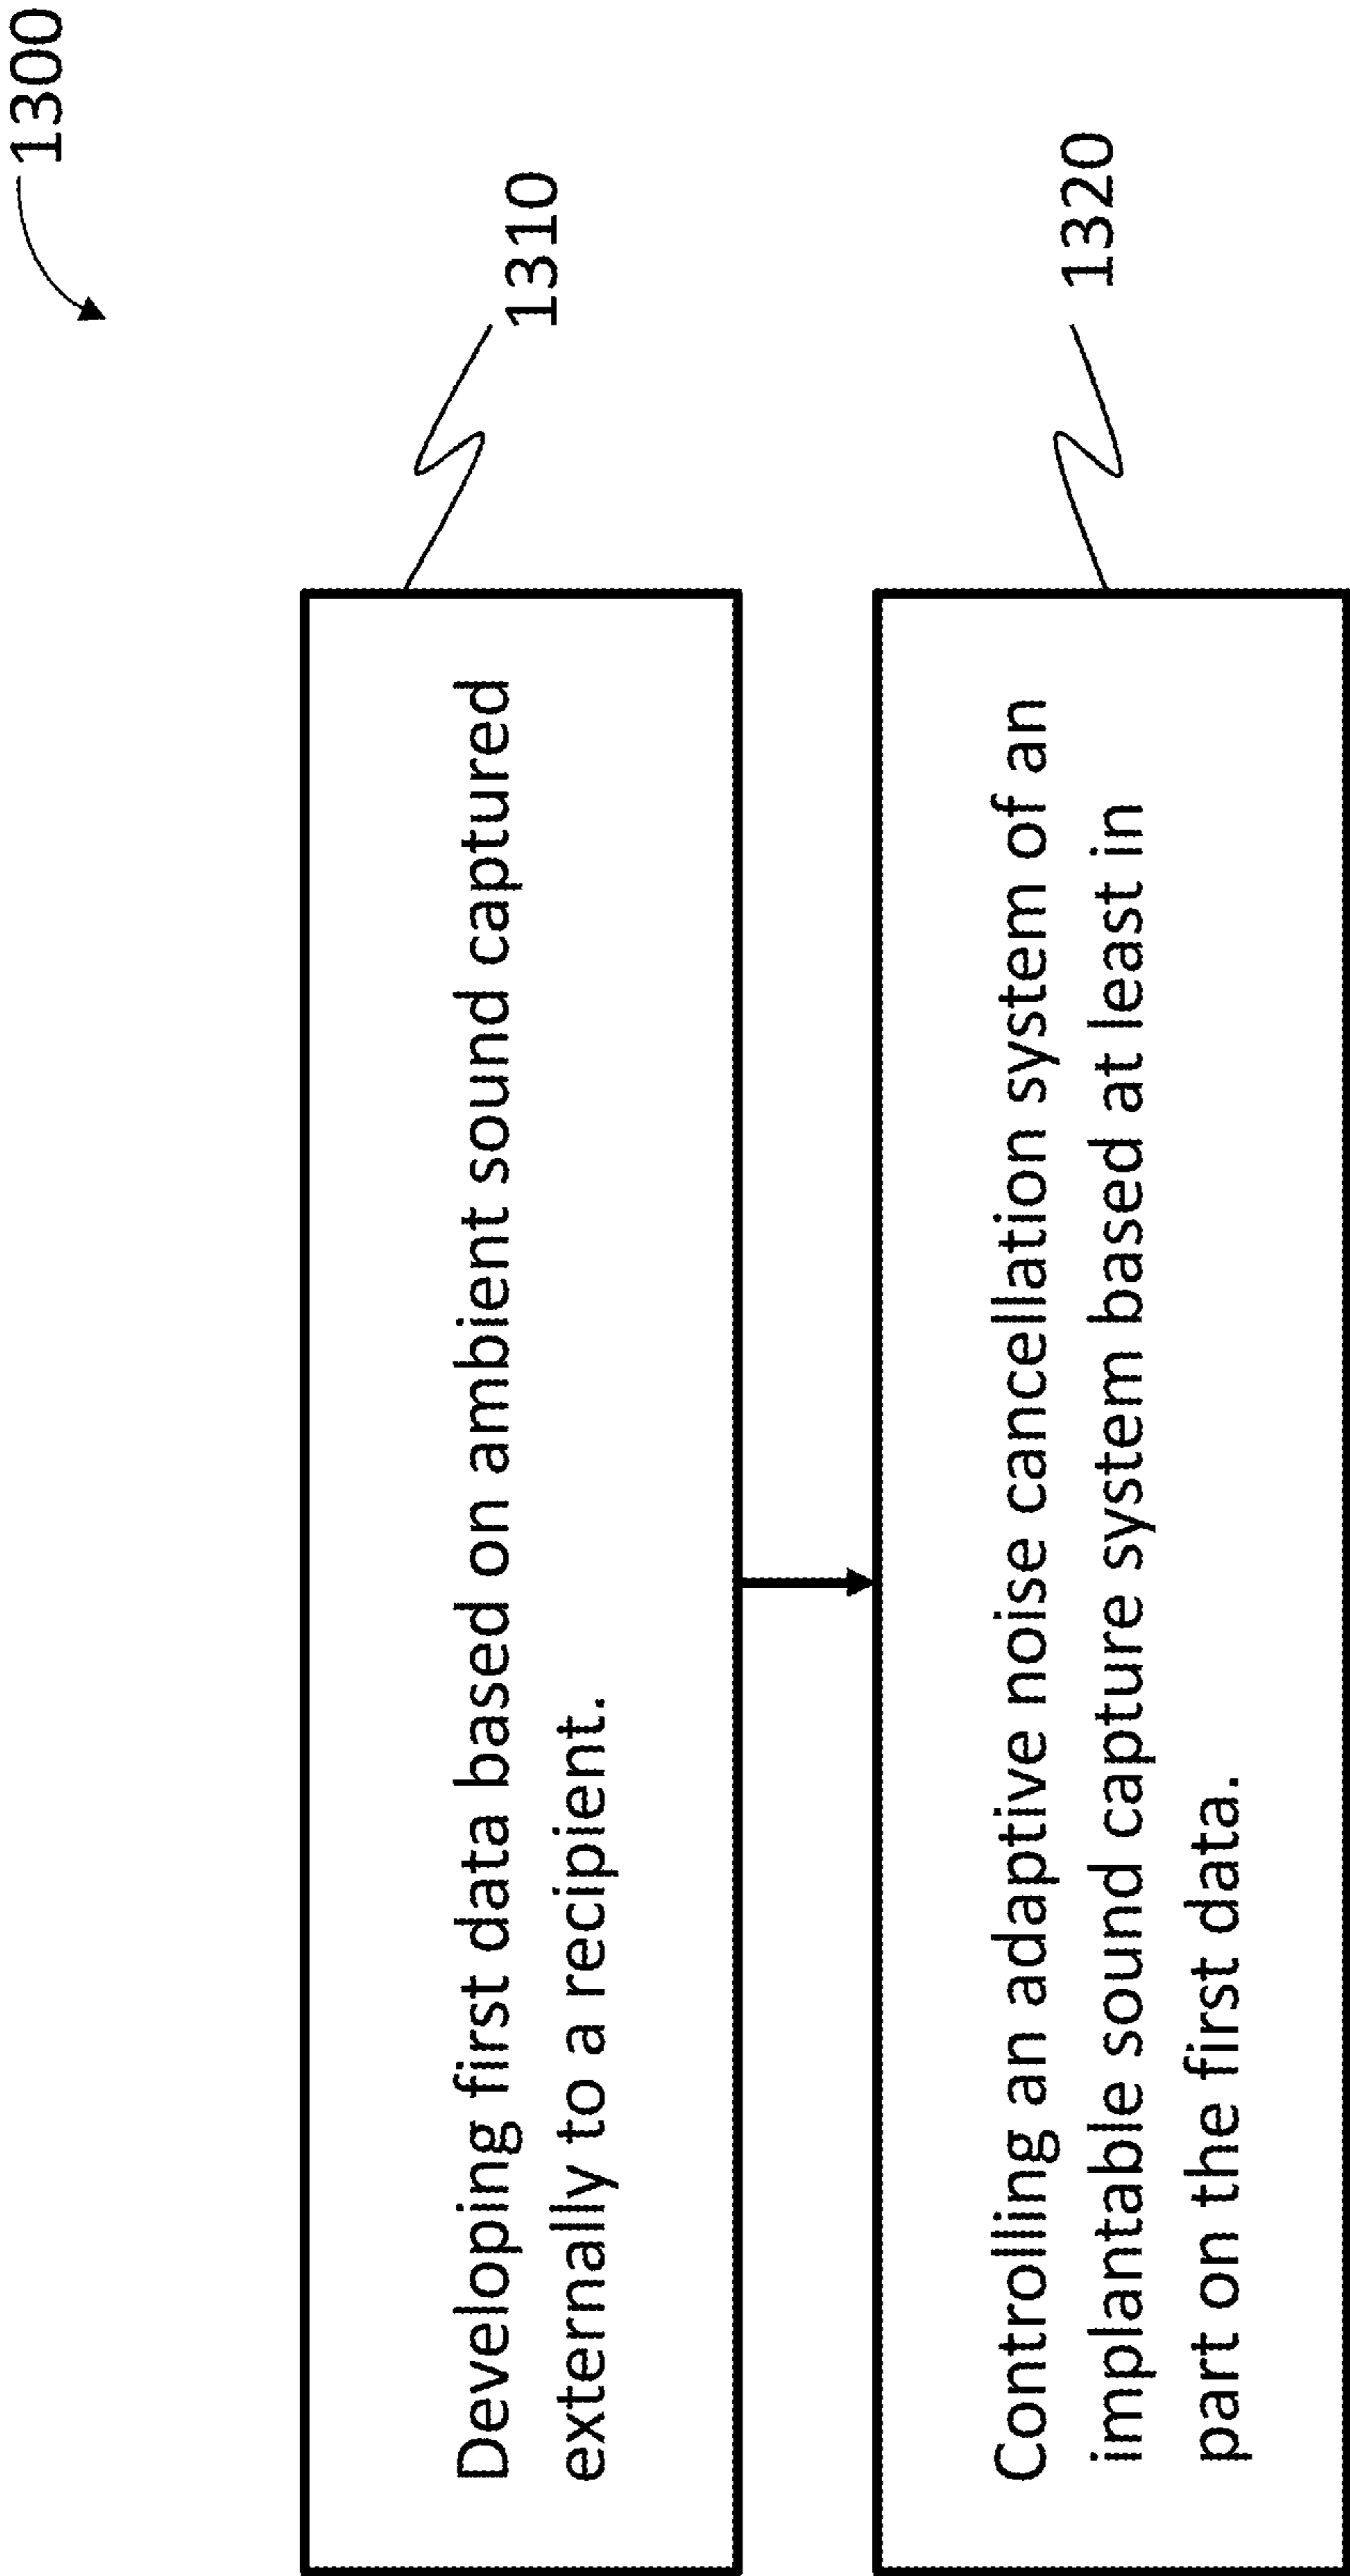 1300
1310
Developing first data based on ambient sound captured
externally to a recipient.
1320
Controlling an adaptive noise cancellation system of an
implantable sound capture system based at least in
part on the first data.